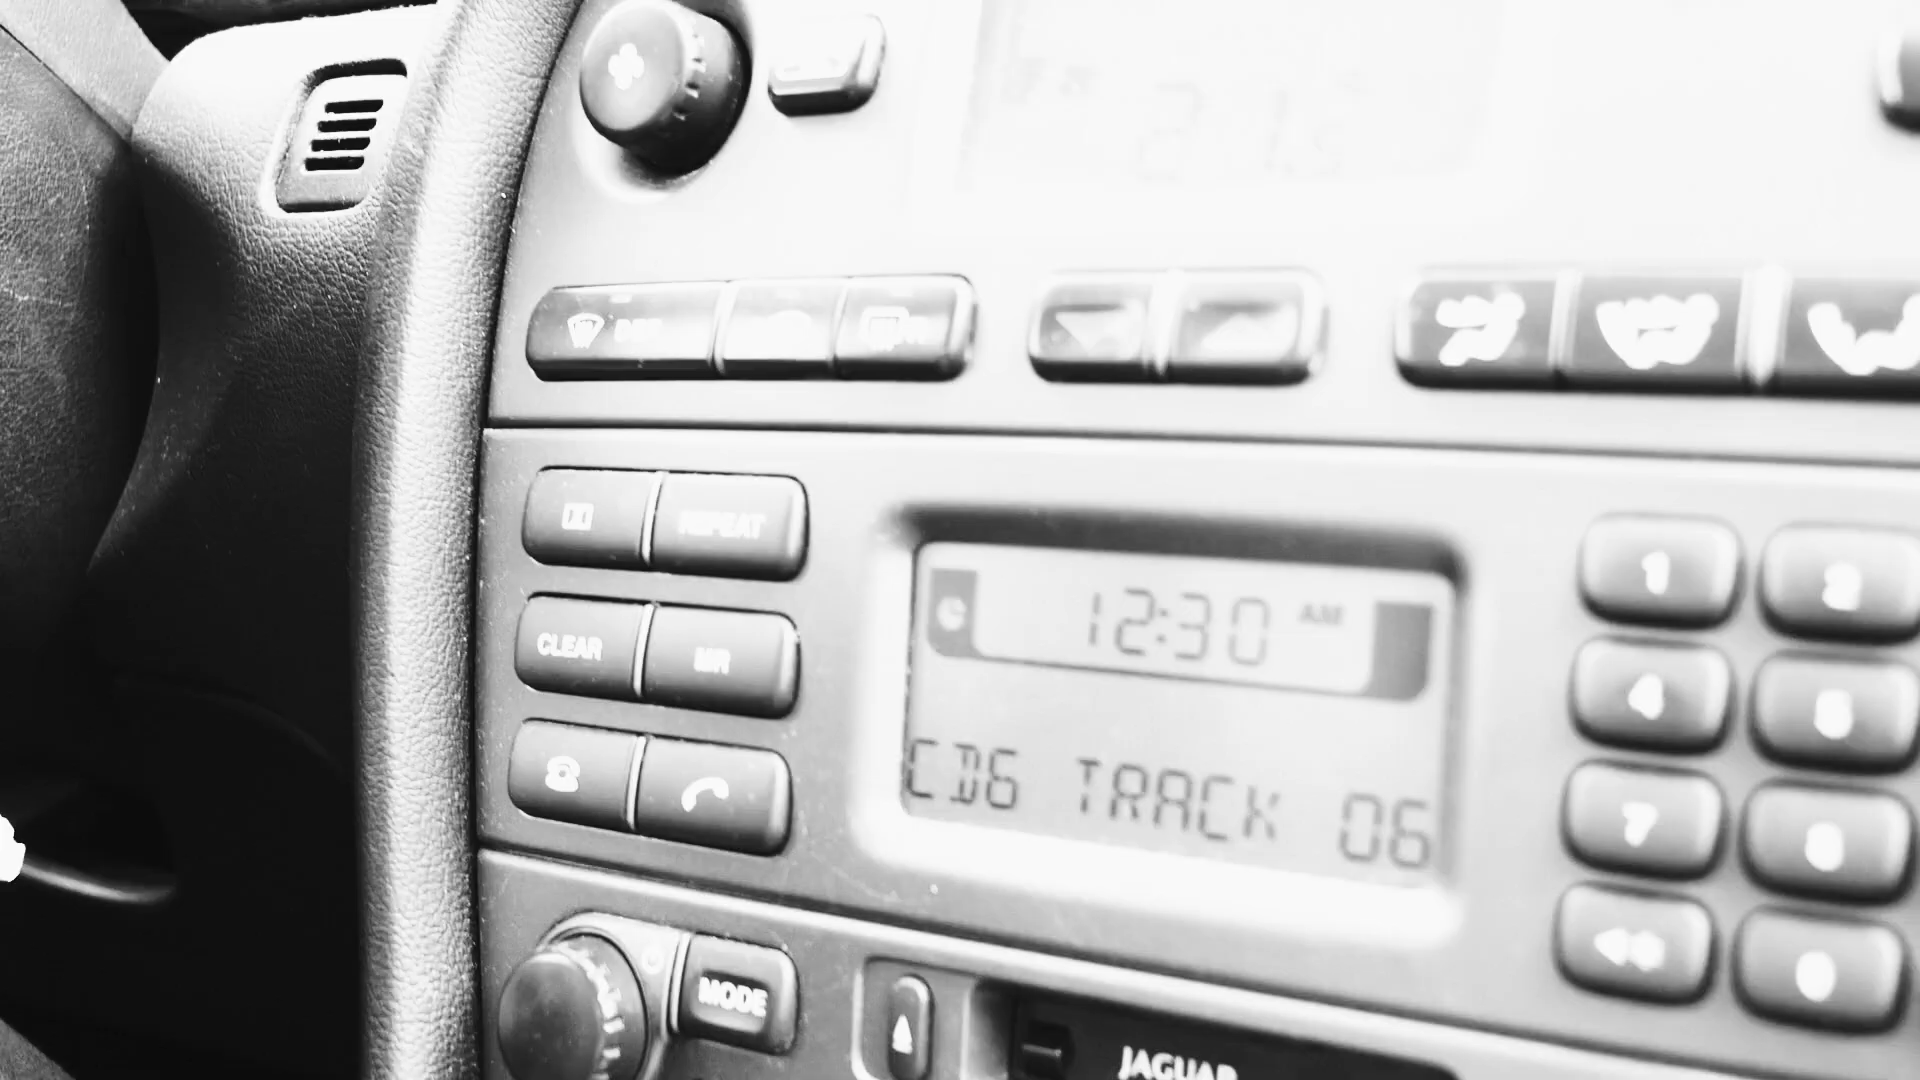 REPEAT
CLEAR MR
12:30 AM
CD6 TRACK 06
1 2
4 5
7 8
0
MODE
JAGUAR